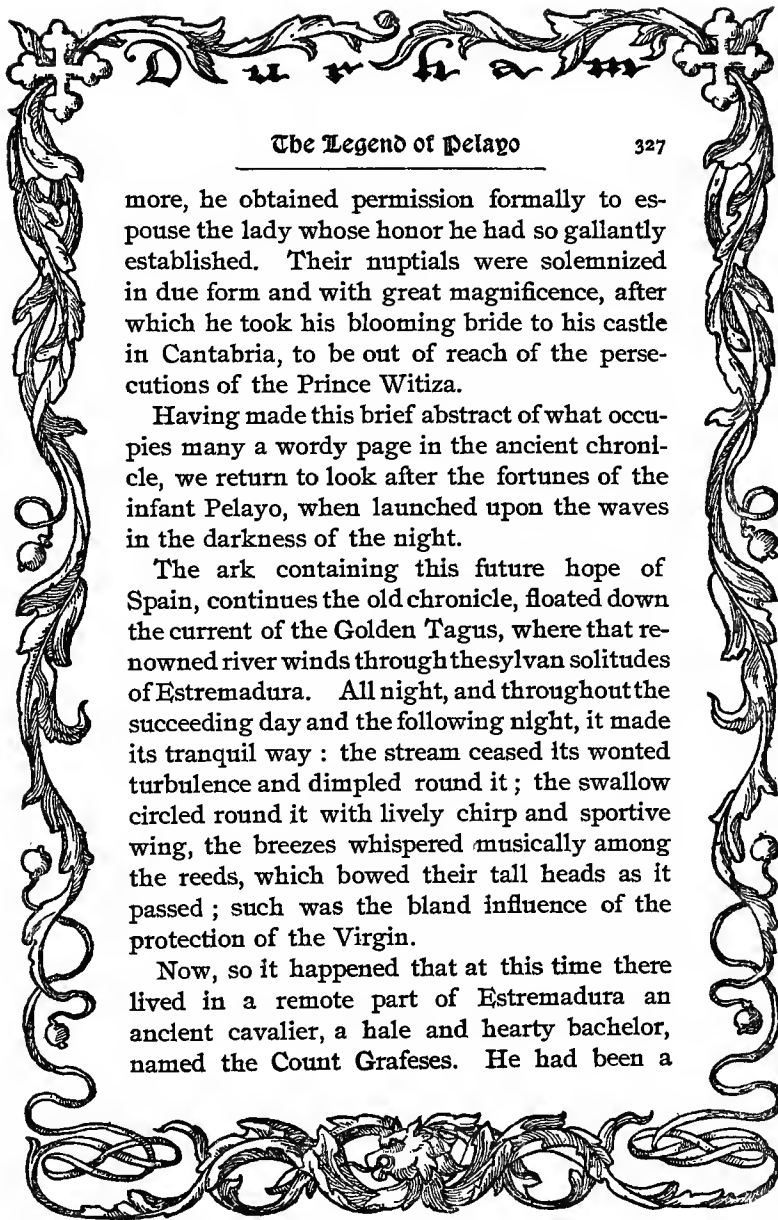 Durham
The Legend of Pelayo 327
more, he obtained permission formally to es-
pouse the lady whose honor he had so gallantly
established. Their nuptials were solemnized
in due form and with great magnificence, after
which he took his blooming bride to his castle
in Cantabria, to be out of reach of the perse-
cutions of the Prince Witiza.
Having made this brief abstract of what occu-
pies many a wordy page in the ancient chroni-
cle, we return to look after the fortunes of the
infant Pelayo, when launched upon the waves
in the darkness of the night.
The ark containing this future hope of
Spain, continues the old chronicle, floated down
the current of the Golden Tagus, where that re-
nowned river winds through the sylvan solitudes
of Estremadura. All night, and throughout the
succeeding day and the following night, it made
its tranquil way : the stream ceased its wonted
turbulence and dimpled round it ; the swallow
circled round it with lively chirp and sportive
wing, the breezes whispered musically among
the reeds, which bowed their tall heads as it
passed ; such was the bland influence of the
protection of the Virgin.
Now, so it happened that at this time there
lived in a remote part of Estremadura an
ancient cavalier, a hale and hearty bachelor,
named the Count Grafeses. He had been a